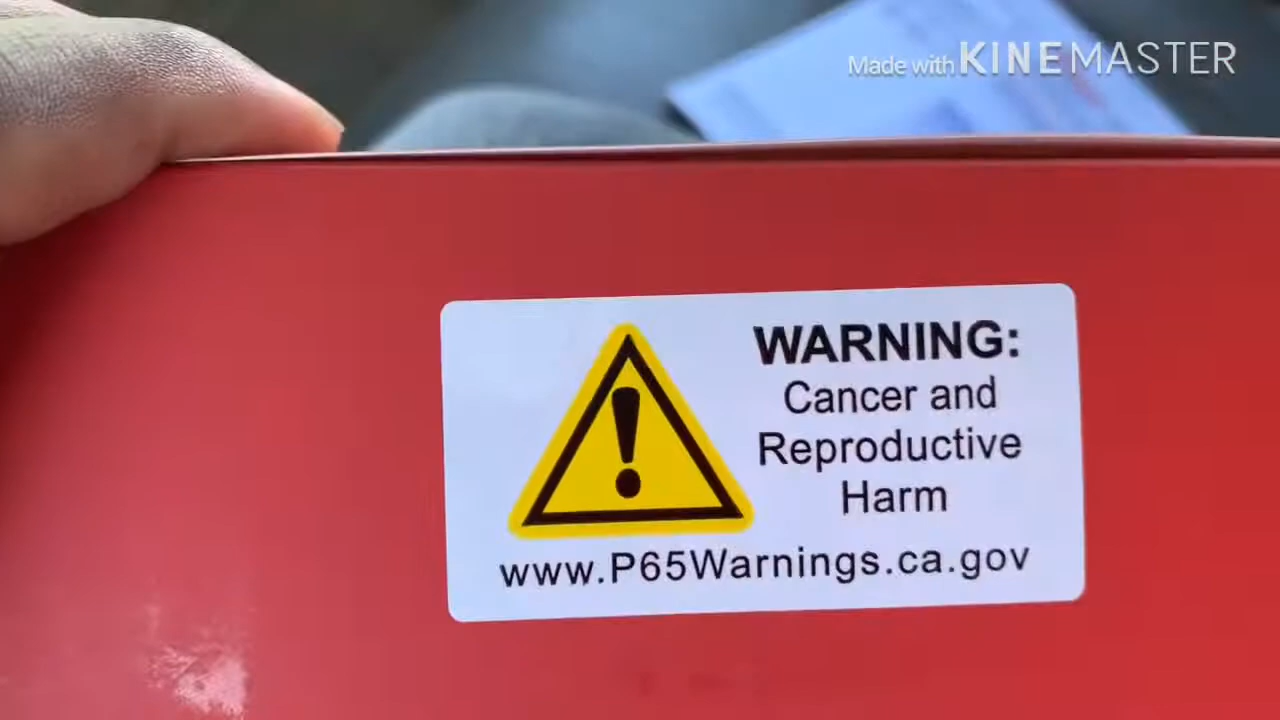 Made with KINEMASTER
WARNING:
Cancer and
Reproductive
Harm
www.P65Warnings.ca.gov